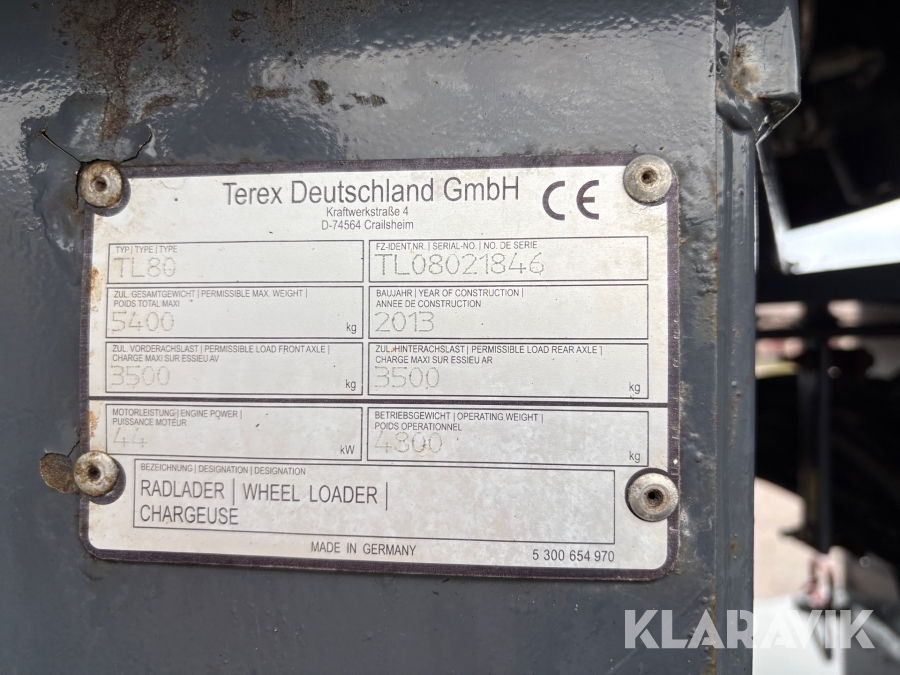 Terex Deutschland GmbH CE
Kraftwerkstraße 4
D-74564 Crailsheim
TYP | TYPE | TYPE
TL80
FZ-IDENT.NR. | SERIAL-NO. | NO. DE SERIE
TL08021846
ZUL. GESAMTGEWICHT | PERMISSIBLE MAX. WEIGHT |
POIDS TOTAL MAXI
5400 kg
BAUJAHR | YEAR OF CONSTRUCTION |
ANNEE DE CONSTRUCTION
2013
ZUL. VORDERACHSLAST | PERMISSIBLE LOAD FRONT AXLE |
CHARGE MAXI SUR ESSIEU AV
3500 kg
ZUL. HINTERACHSLAST | PERMISSIBLE LOAD REAR AXLE |
CHARGE MAXI SUR ESSIEU AR
3500 kg
MOTORLEISTUNG | ENGINE POWER |
PUISSANCE MOTEUR
44 kW
BETRIEBSGEWICHT | OPERATING WEIGHT |
POIDS OPERATIONNEL
4800 kg
BEZEICHNUNG | DESIGNATION | DESIGNATION
RADLADER | WHEEL LOADER |
CHARGEUSE
MADE IN GERMANY 5 300 654 970
KLARAVIK